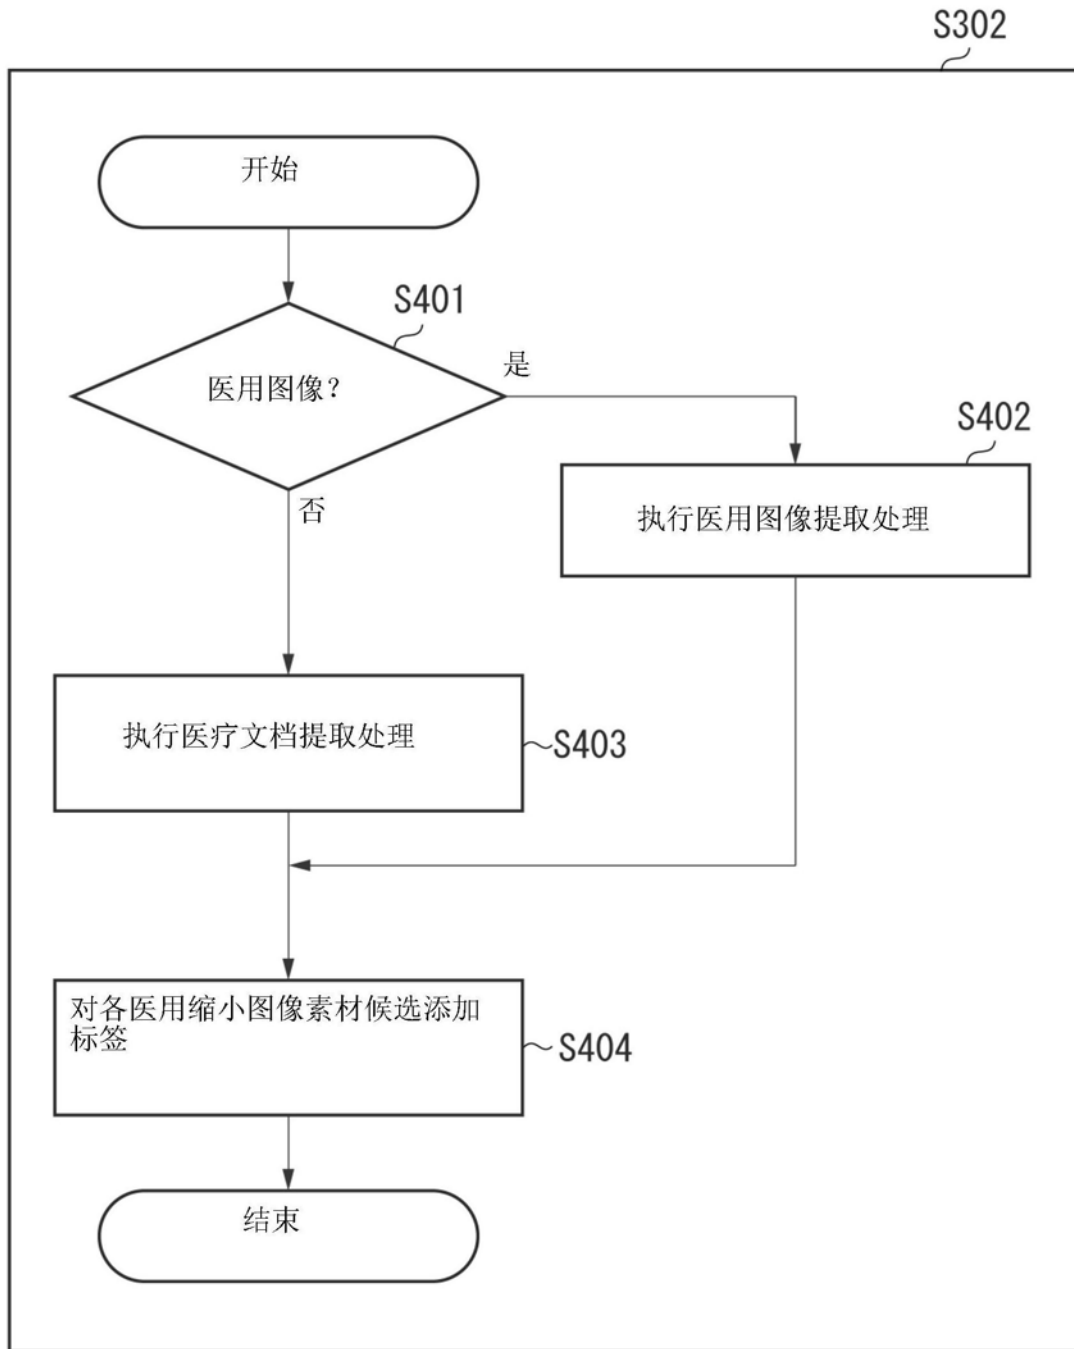 S302
开始
S401
医用图像？
是
S402
执行医用图像提取处理
否
执行医疗文档提取处理
S403
对各医用缩小图像素材候选添加
标签
S404
结束